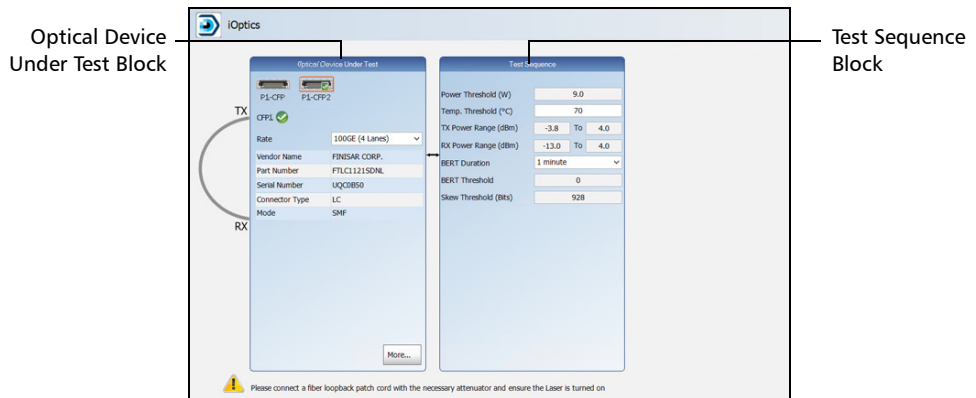 iOptics
Optical Device
Under Test Block
Test Sequence
Block
Optical Device Under Test
P1-CFP P1-CFP2
TX
CFP1
Rate 100GE (4 Lanes)
Vendor Name FINISAR CORP.
Part Number FTLC1121SDNL
Serial Number UQC0B50
Connector Type LC
Mode SMF
RX
More...
Test Sequence
Power Threshold (W) 9.0
Temp. Threshold (°C) 70
TX Power Range (dBm) -3.8 To 4.0
RX Power Range (dBm) -13.0 To 4.0
BERT Duration 1 minute
BERT Threshold 0
Skew Threshold (Bits) 928
Please connect a fiber loopback patch cord with the necessary attenuator and ensure the Laser is turned on